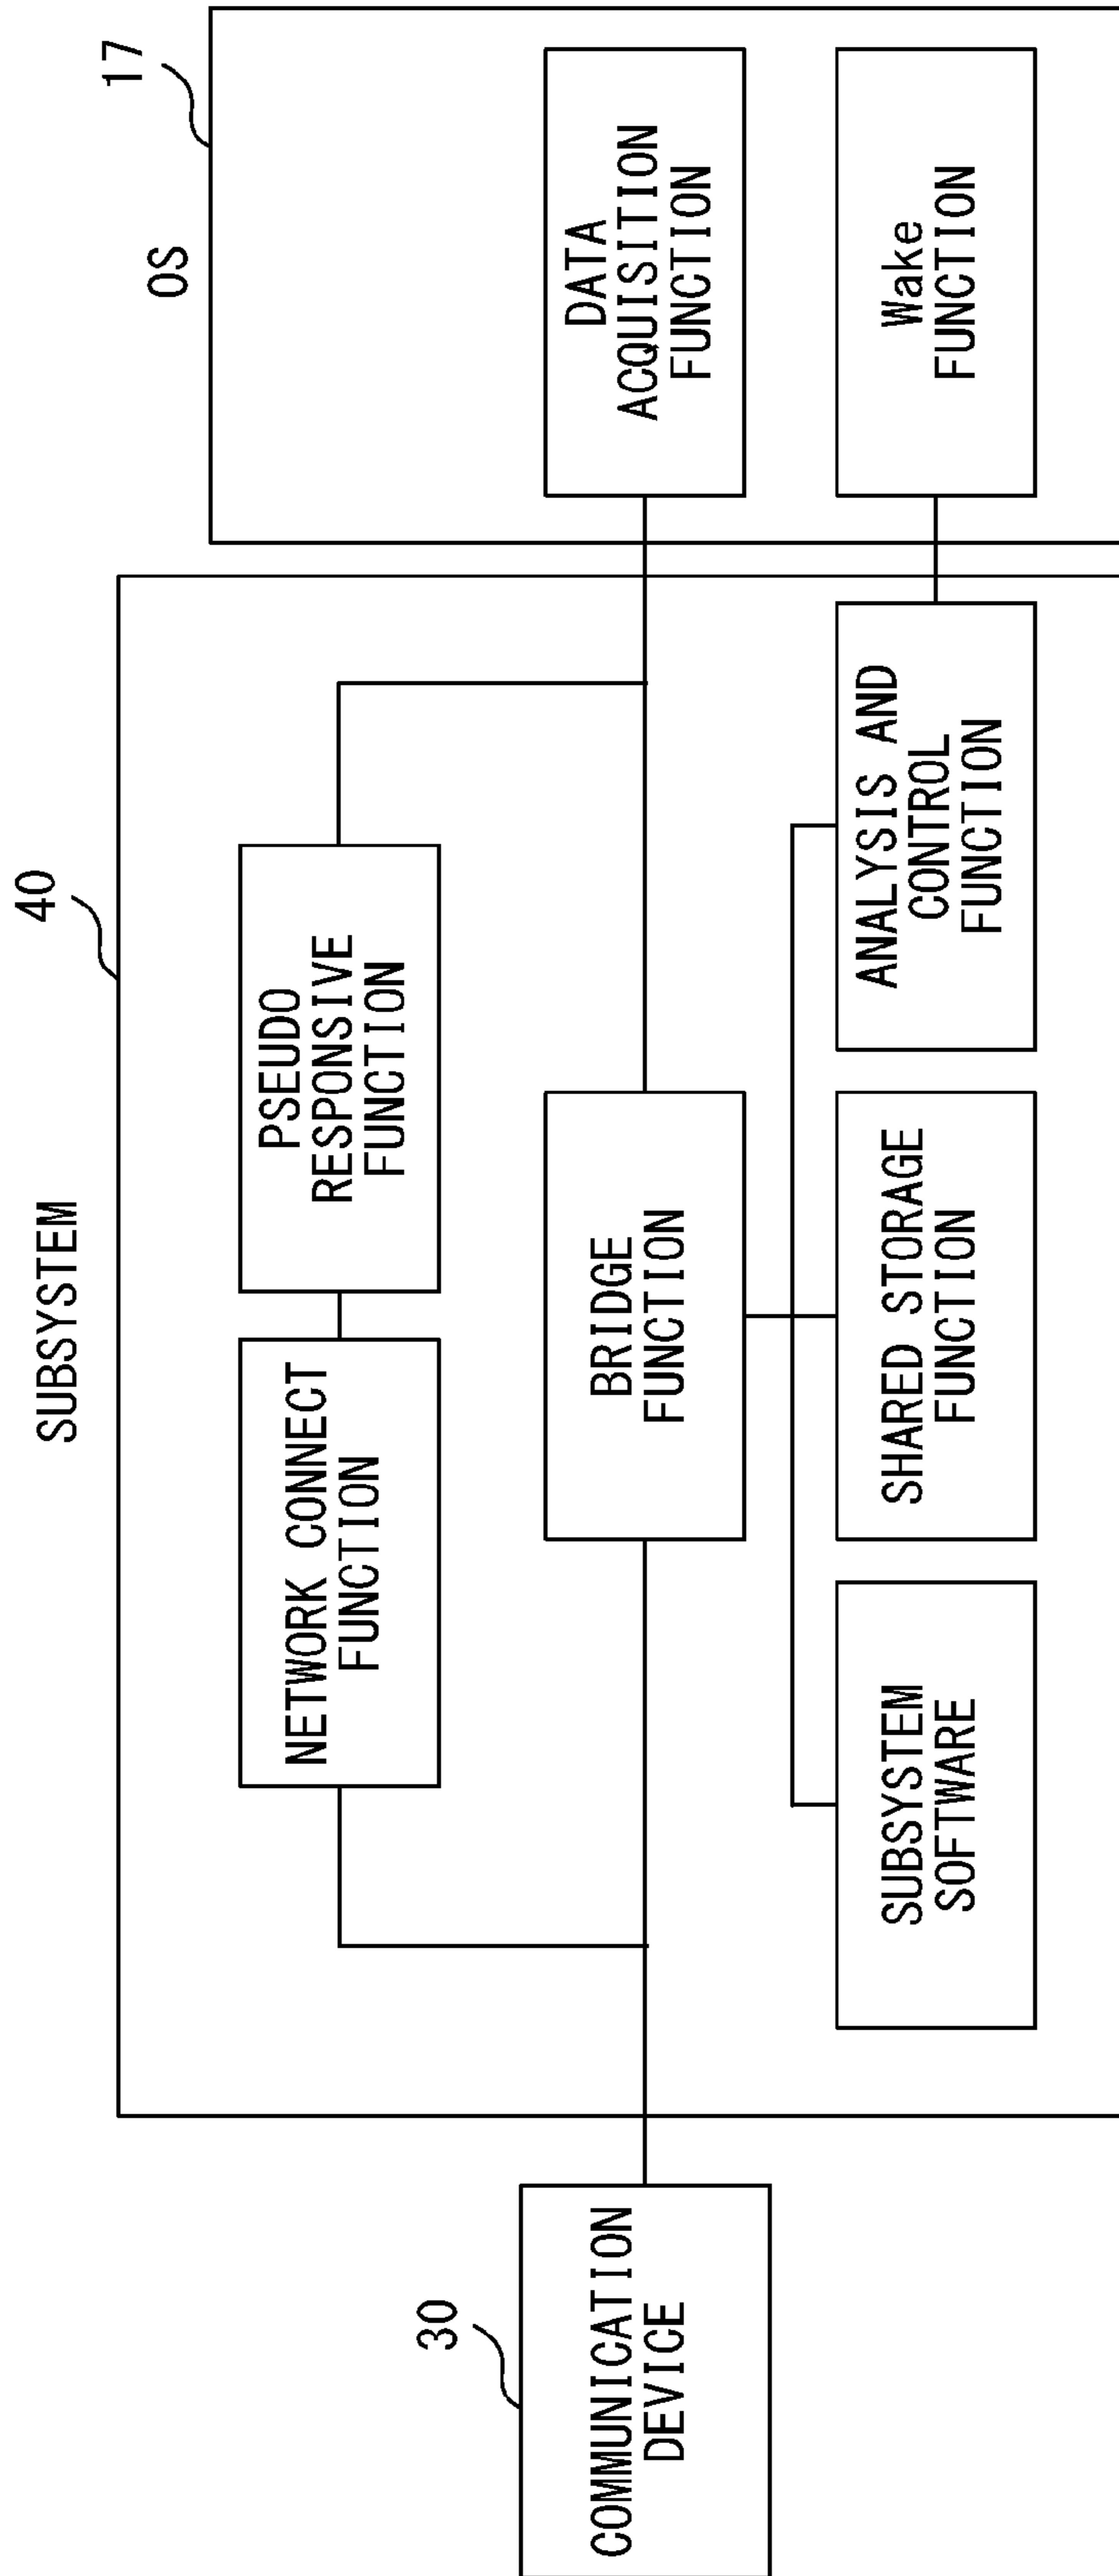 SUBSYSTEM
40
OS
17
NETWORK CONNECT
FUNCTION
PSEUDO
RESPONSIVE
FUNCTION
30
COMMUNICATION
DEVICE
BRIDGE
FUNCTION
DATA
ACQUISITION
FUNCTION
SUBSYSTEM
SOFTWARE
SHARED STORAGE
FUNCTION
ANALYSIS AND
CONTROL
FUNCTION
Wake
FUNCTION